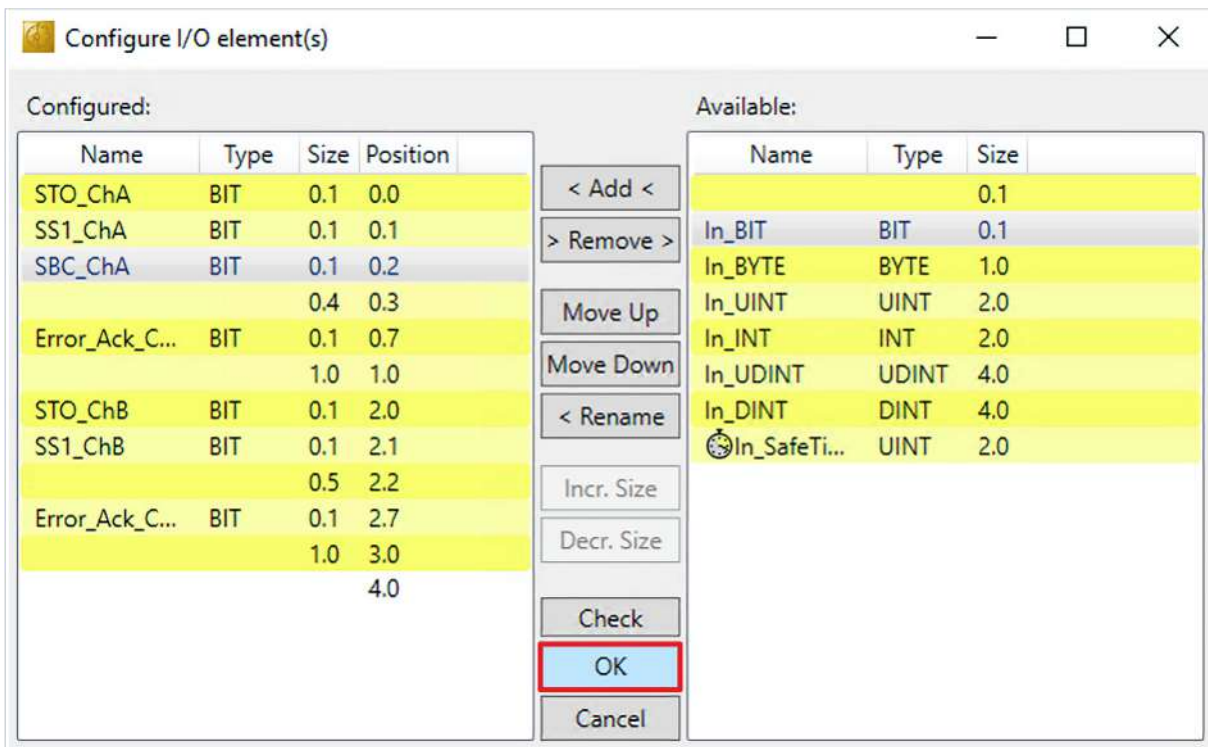 Configure I/O element(s)
Configured:
Name Type Size Position
STO_ChA BIT 0.1 0.0
SS1_ChA BIT 0.1 0.1
SBC_ChA BIT 0.1 0.2
0.4 0.3
Error_Ack_C... BIT 0.1 0.7
1.0 1.0
STO_ChB BIT 0.1 2.0
SS1_ChB BIT 0.1 2.1
0.5 2.2
Error_Ack_C... BIT 0.1 2.7
1.0 3.0
4.0
< Add <
> Remove >
Move Up
Move Down
< Rename
Incr. Size
Decr. Size
Check
OK
Cancel
Available:
Name Type Size
0.1
In_BIT BIT 0.1
In_BYTE BYTE 1.0
In_UINT UINT 2.0
In_INT INT 2.0
In_UDINT UDINT 4.0
In_DINT DINT 4.0
In_SafeTi... UINT 2.0